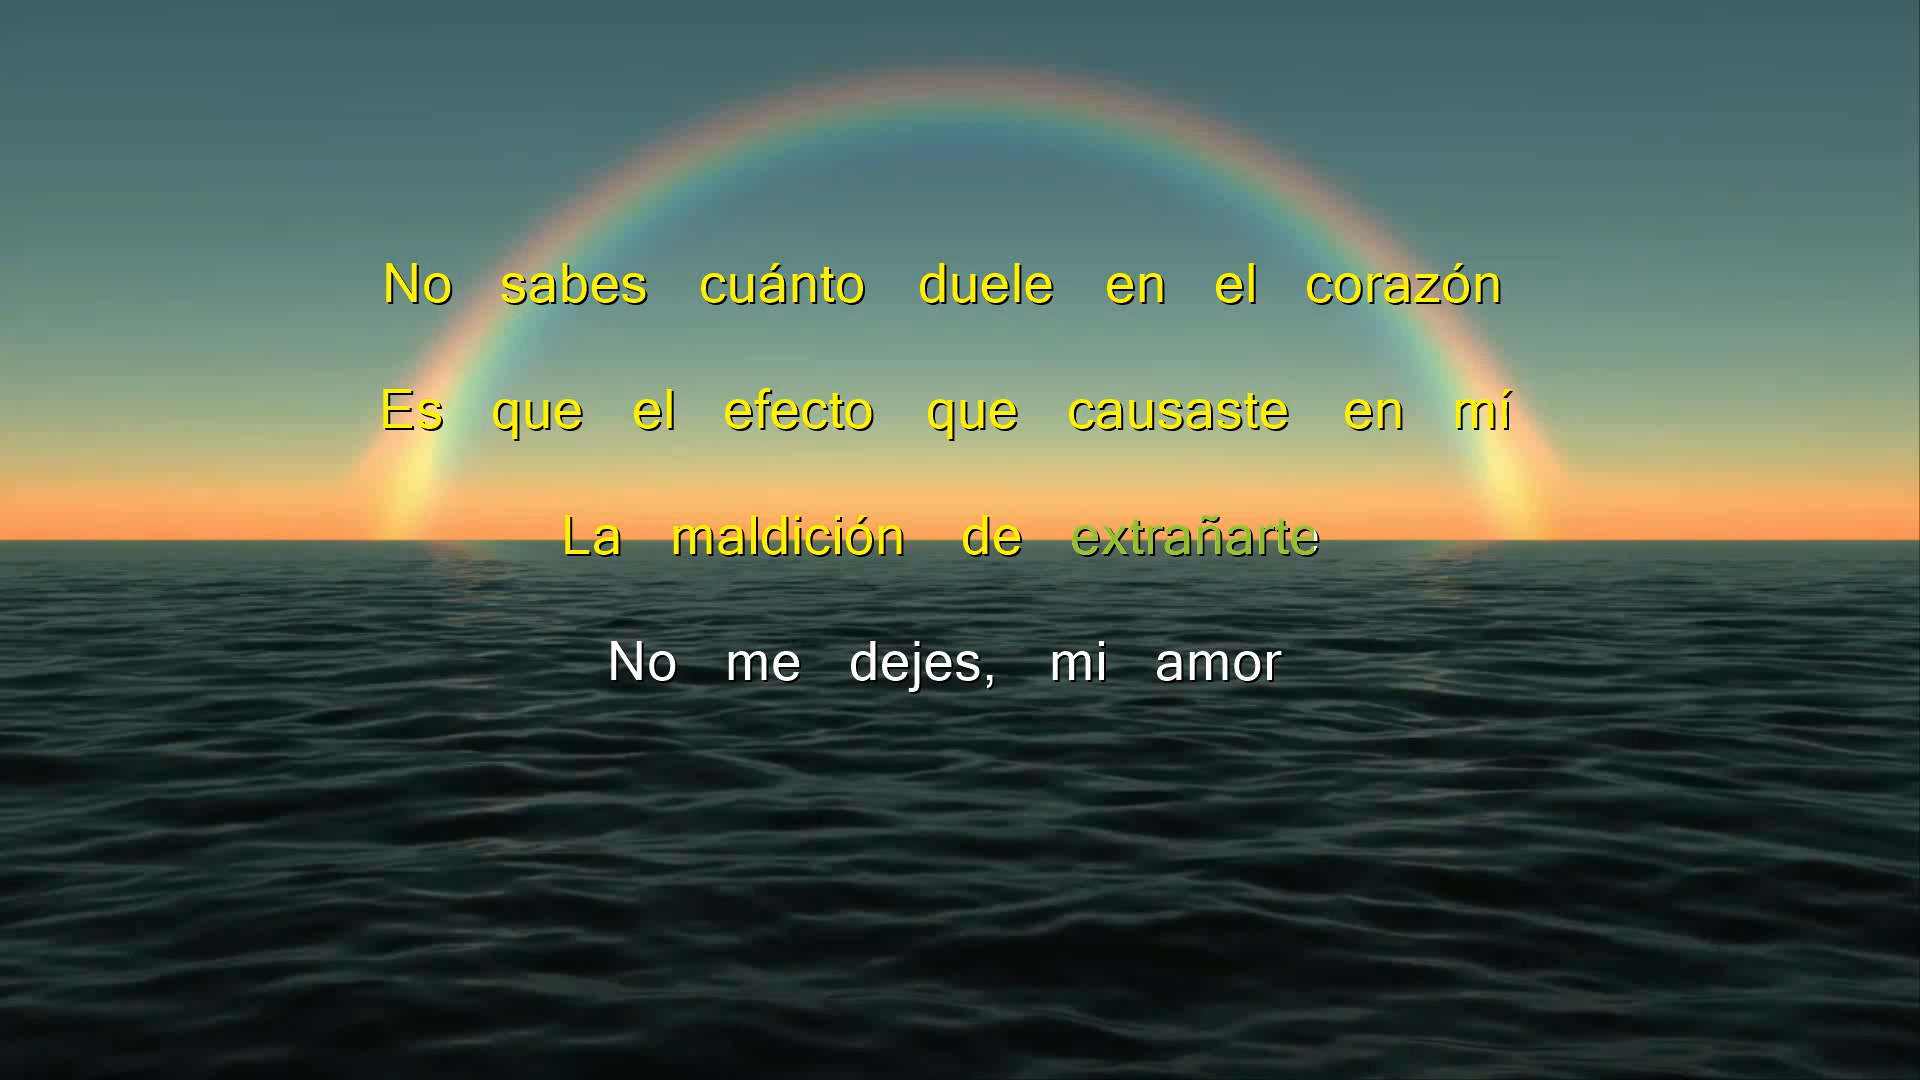 No sabes cuánto duele en el corazón
Es que el efecto que causaste en mí
La maldición de extrañarte
No me dejes, mi amor